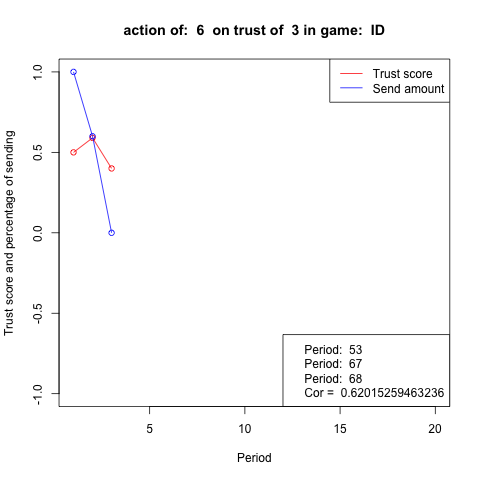 action of:  6  on trust of  3 in game:  ID
Trust score
Send amount
Trust score and percentage of sending
1.0
0.5
0.0
-0.5
-1.0
Period:  53
Period:  67
Period:  68
Cor =  0.62015259463236
5 10 15 20
Period